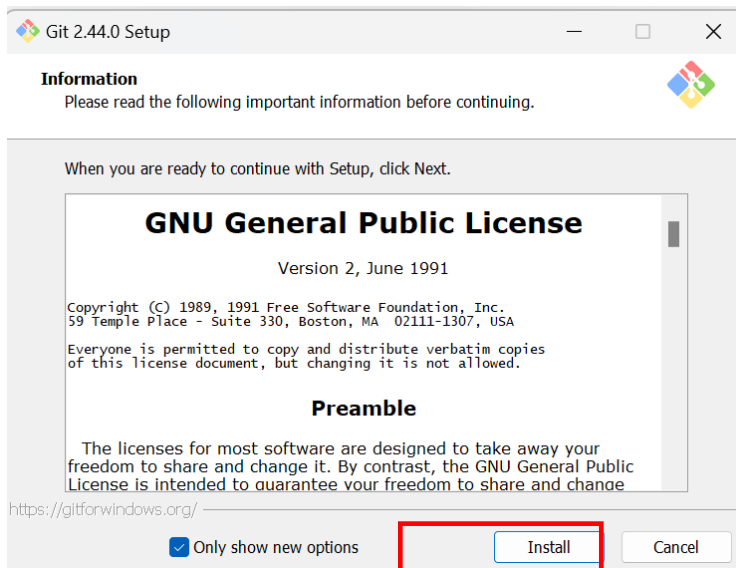 Git 2.44.0 Setup
Information
Please read the following important information before continuing.
When you are ready to continue with Setup, click Next.
GNU General Public License
Version 2, June 1991
Copyright (C) 1989, 1991 Free Software Foundation, Inc.
59 Temple Place - Suite 330, Boston, MA  02111-1307, USA
Everyone is permitted to copy and distribute verbatim copies
of this license document, but changing it is not allowed.
Preamble
The licenses for most software are designed to take away your
freedom to share and change it. By contrast, the GNU General Public
License is intended to guarantee your freedom to share and change
https://gitforwindows.org/
Only show new options
Install
Cancel